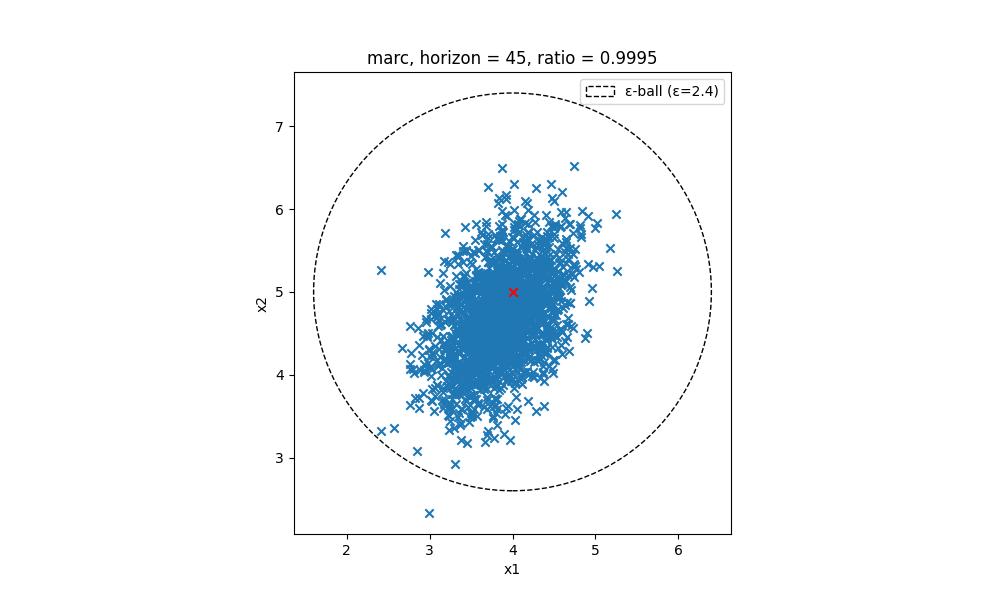 marc, horizon = 45, ratio = 0.9995
ε-ball (ε=2.4)
7
6
5
4
3
x2
2 3 4 5 6
x1